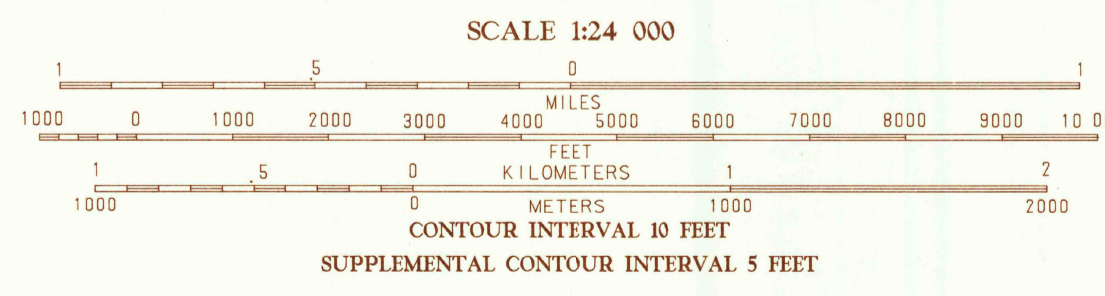 SCALE 1:24 000
1 .5 0 1
MILES
1000 0 1000 2000 3000 4000 5000 6000 7000 8000 9000 10 0
FEET
1 .5 0 KILOMETERS 1 2
1000 0 METERS 1000 2000
CONTOUR INTERVAL 10 FEET
SUPPLEMENTAL CONTOUR INTERVAL 5 FEET